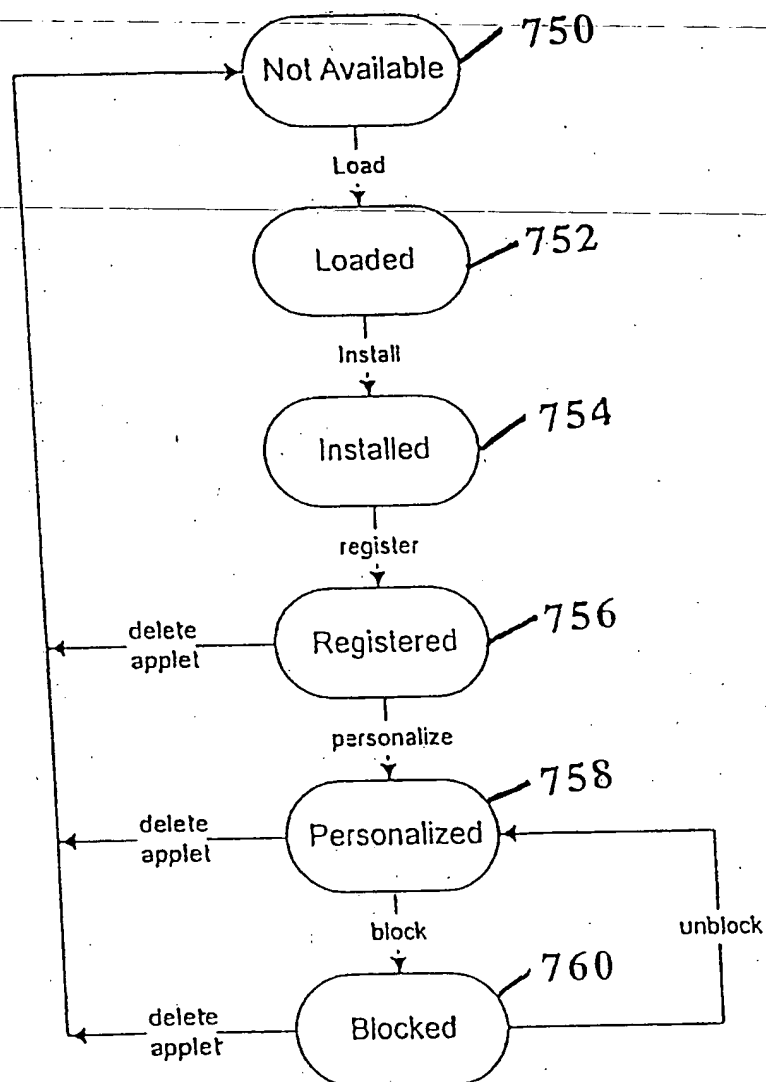 750
Not Available
Load
752
Loaded
Install
754
Installed
register
756
Registered
delete
applet
personalize
758
Personalized
delete
applet
block
unblock
760
Blocked
delete
applet